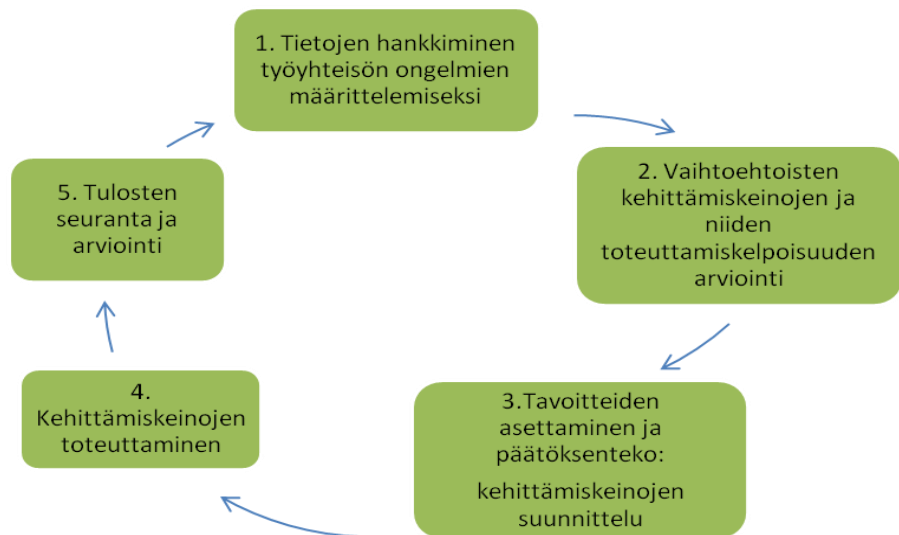 1. Tietojen hankkiminen
työyhteisön ongelmien
määrittelemiseksi
2. Vaihtoehtoisten
kehittämiskeinojen ja
niiden
toteuttamiskelpoisuuden
arviointi
3.Tavoitteiden
asettaminen ja
päätöksenteko:
kehittämiskeinojen
suunnittelu
4.
Kehittämiskeinojen
toteuttaminen
5. Tulosten
seuranta ja
arviointi